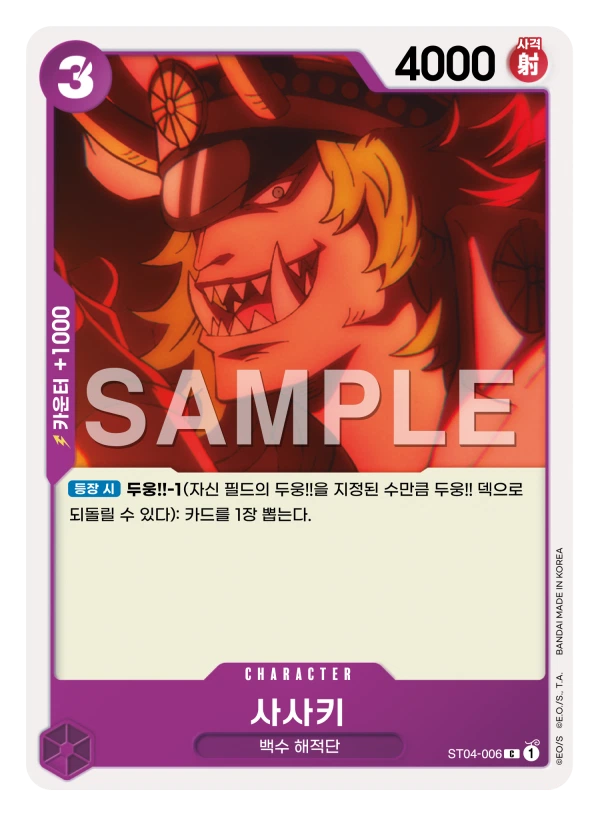 3
4000
사격
射
카운터 +1000
SAMPLE
등장 시 두웅!!-1(자신 필드의 두웅!!을 지정된 수만큼 두웅!! 덱으로
되돌릴 수 있다): 카드를 1장 뽑는다.
CHARACTER
사사키
백수 해적단
ST04-006 C 1
©EO/S ©E.O./S., T.A. BANDAI MADE IN KOREA